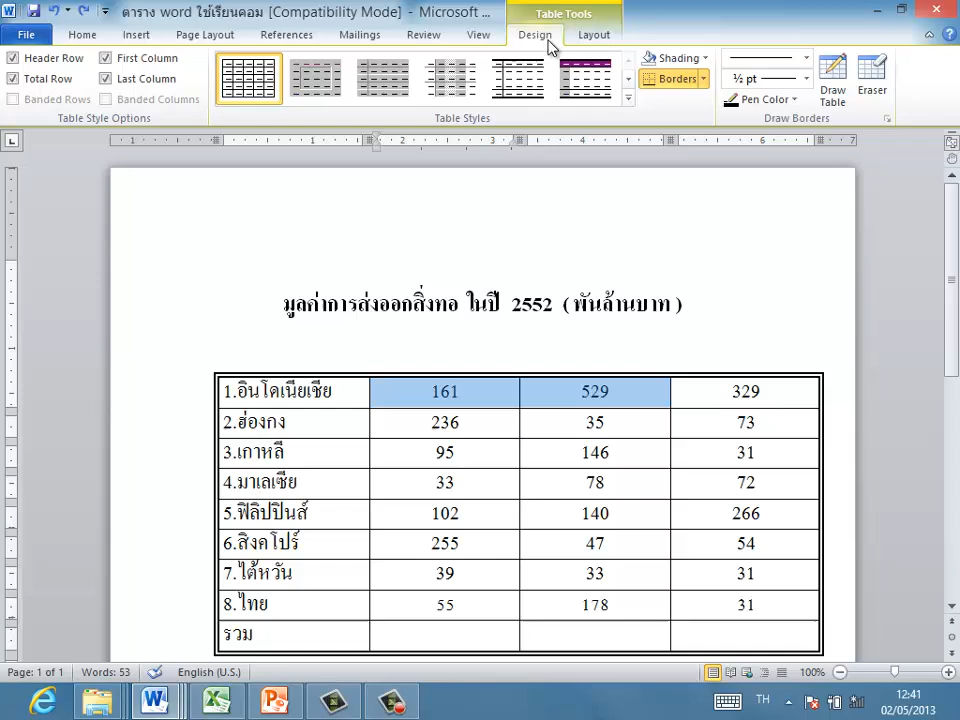 ตาราง word ใช้เรียนคอม [Compatibility Mode] - Microsoft ...
Table Tools
File Home Insert Page Layout References Mailings Review View Design Layout
Header Row First Column
Total Row Last Column
Banded Rows Banded Columns
Table Style Options
Table Styles
Shading
Borders
½ pt
Pen Color
Draw Table
Eraser
Draw Borders
1 1 2 3 4 6 7
มูลค่าการส่งออกสิ่งทอ ในปี 2552 ( พันล้านบาท )
1.อินโดเนียเซีย 161 529 329
2.ฮ่องกง 236 35 73
3.เกาหลี 95 146 31
4.มาเลเซีย 33 78 72
5.ฟิลิปปินส์ 102 140 266
6.สิงคโปร์ 255 47 54
7.ไต้หวัน 39 33 31
8.ไทย 55 178 31
รวม
Page: 1 of 1 Words: 53 English (U.S.) 100%
TH
12:41
02/05/2013